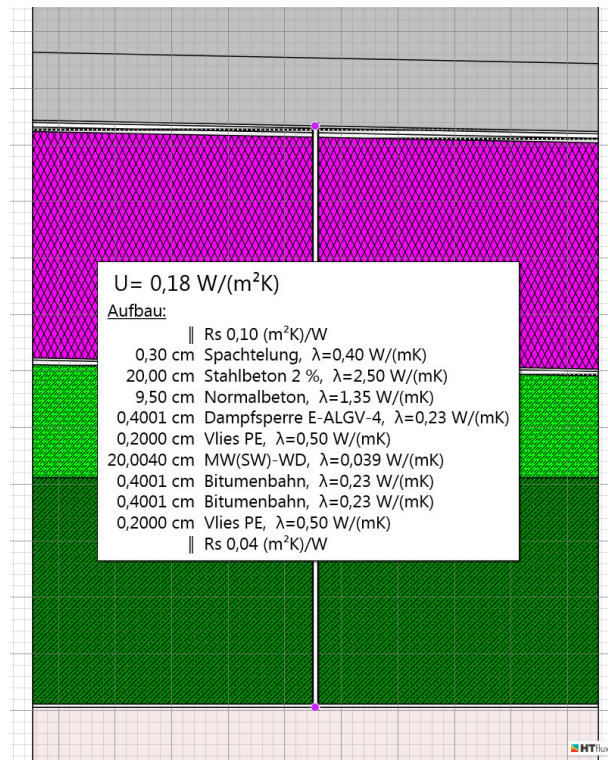 U= 0,18 W/(m²K)
Aufbau:
‖ Rs 0,10 (m²K)/W
0,30 cm Spachtelung, λ=0,40 W/(mK)
20,00 cm Stahlbeton 2 %, λ=2,50 W/(mK)
9,50 cm Normalbeton, λ=1,35 W/(mK)
0,4001 cm Dampfsperre E-ALGV-4, λ=0,23 W/(mK)
0,2000 cm Vlies PE, λ=0,50 W/(mK)
20,0040 cm MW(SW)-WD, λ=0,039 W/(mK)
0,4001 cm Bitumenbahn, λ=0,23 W/(mK)
0,4001 cm Bitumenbahn, λ=0,23 W/(mK)
0,2000 cm Vlies PE, λ=0,50 W/(mK)
‖ Rs 0,04 (m²K)/W
HTflux